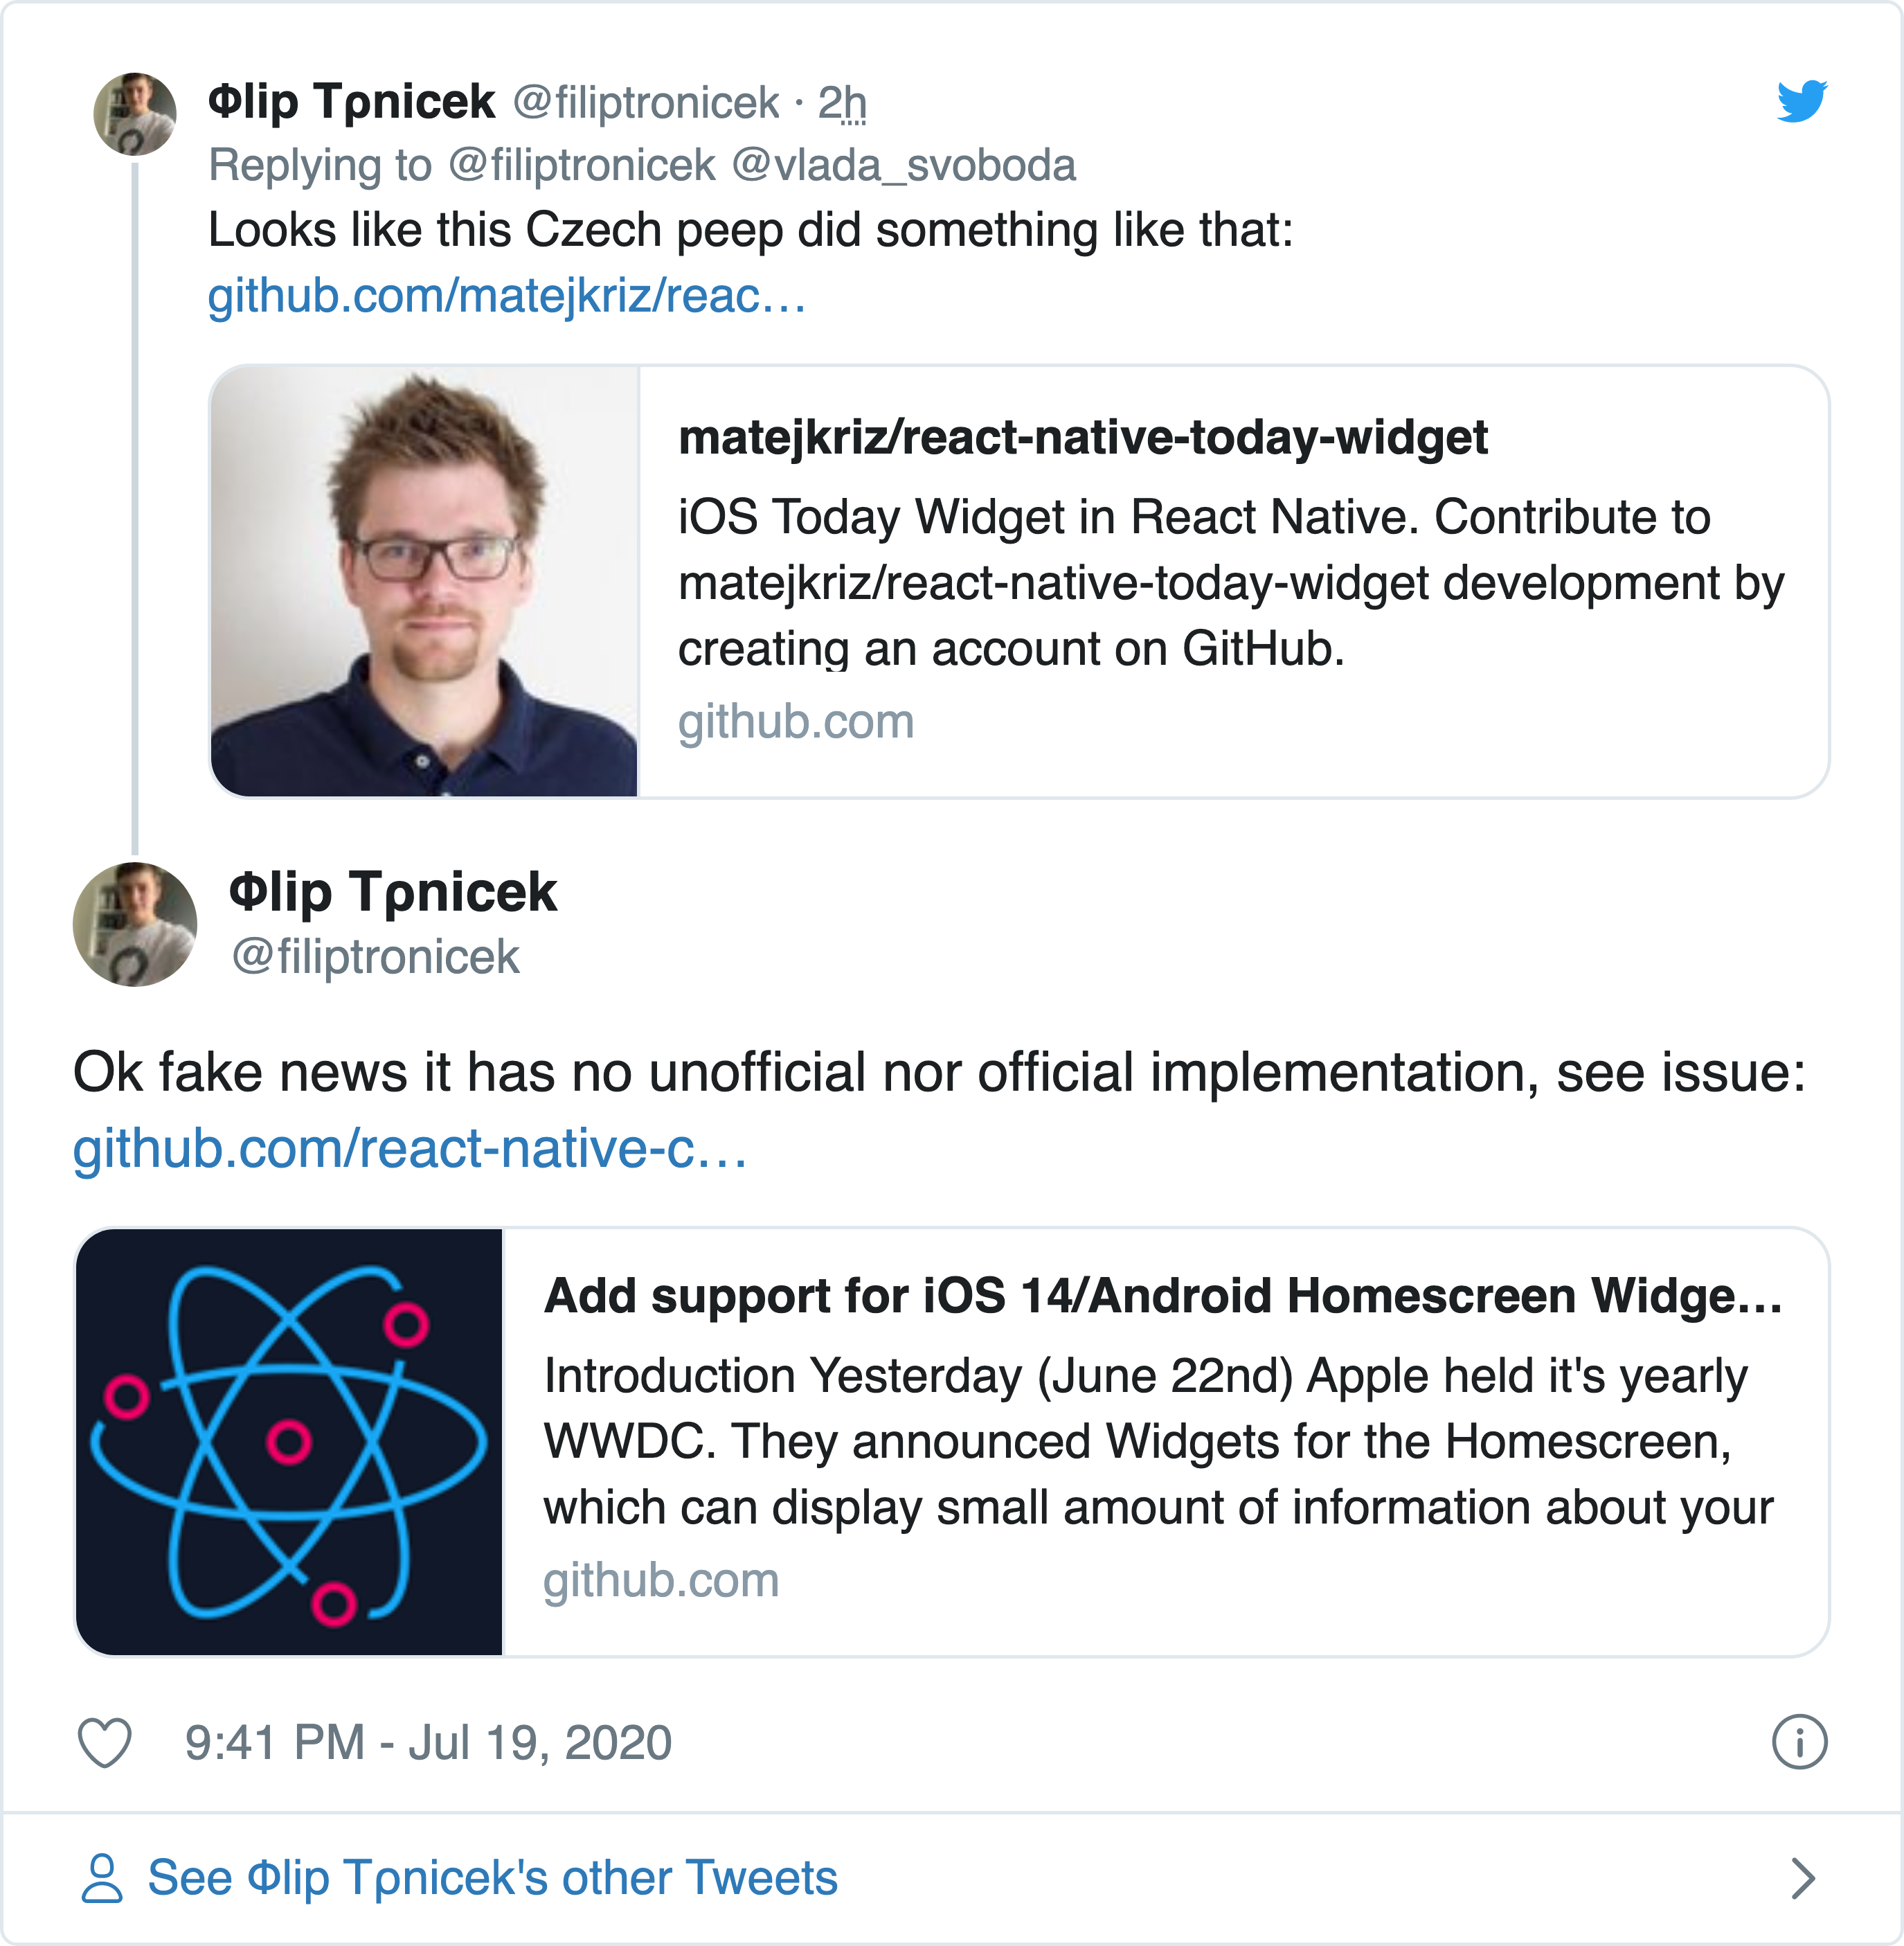 Φlip Tρnicek @filiptronicek · 2h
Replying to @filiptronicek @vlada_svoboda
Looks like this Czech peep did something like that:
github.com/matejkriz/reac…
matejkriz/react-native-today-widget
iOS Today Widget in React Native. Contribute to
matejkriz/react-native-today-widget development by
creating an account on GitHub.
github.com
Φlip Tρnicek
@filiptronicek
Ok fake news it has no unofficial nor official implementation, see issue:
github.com/react-native-c…
Add support for iOS 14/Android Homescreen Widge…
Introduction Yesterday (June 22nd) Apple held it's yearly
WWDC. They announced Widgets for the Homescreen,
which can display small amount of information about your
github.com
9:41 PM - Jul 19, 2020
See Φlip Tρnicek's other Tweets